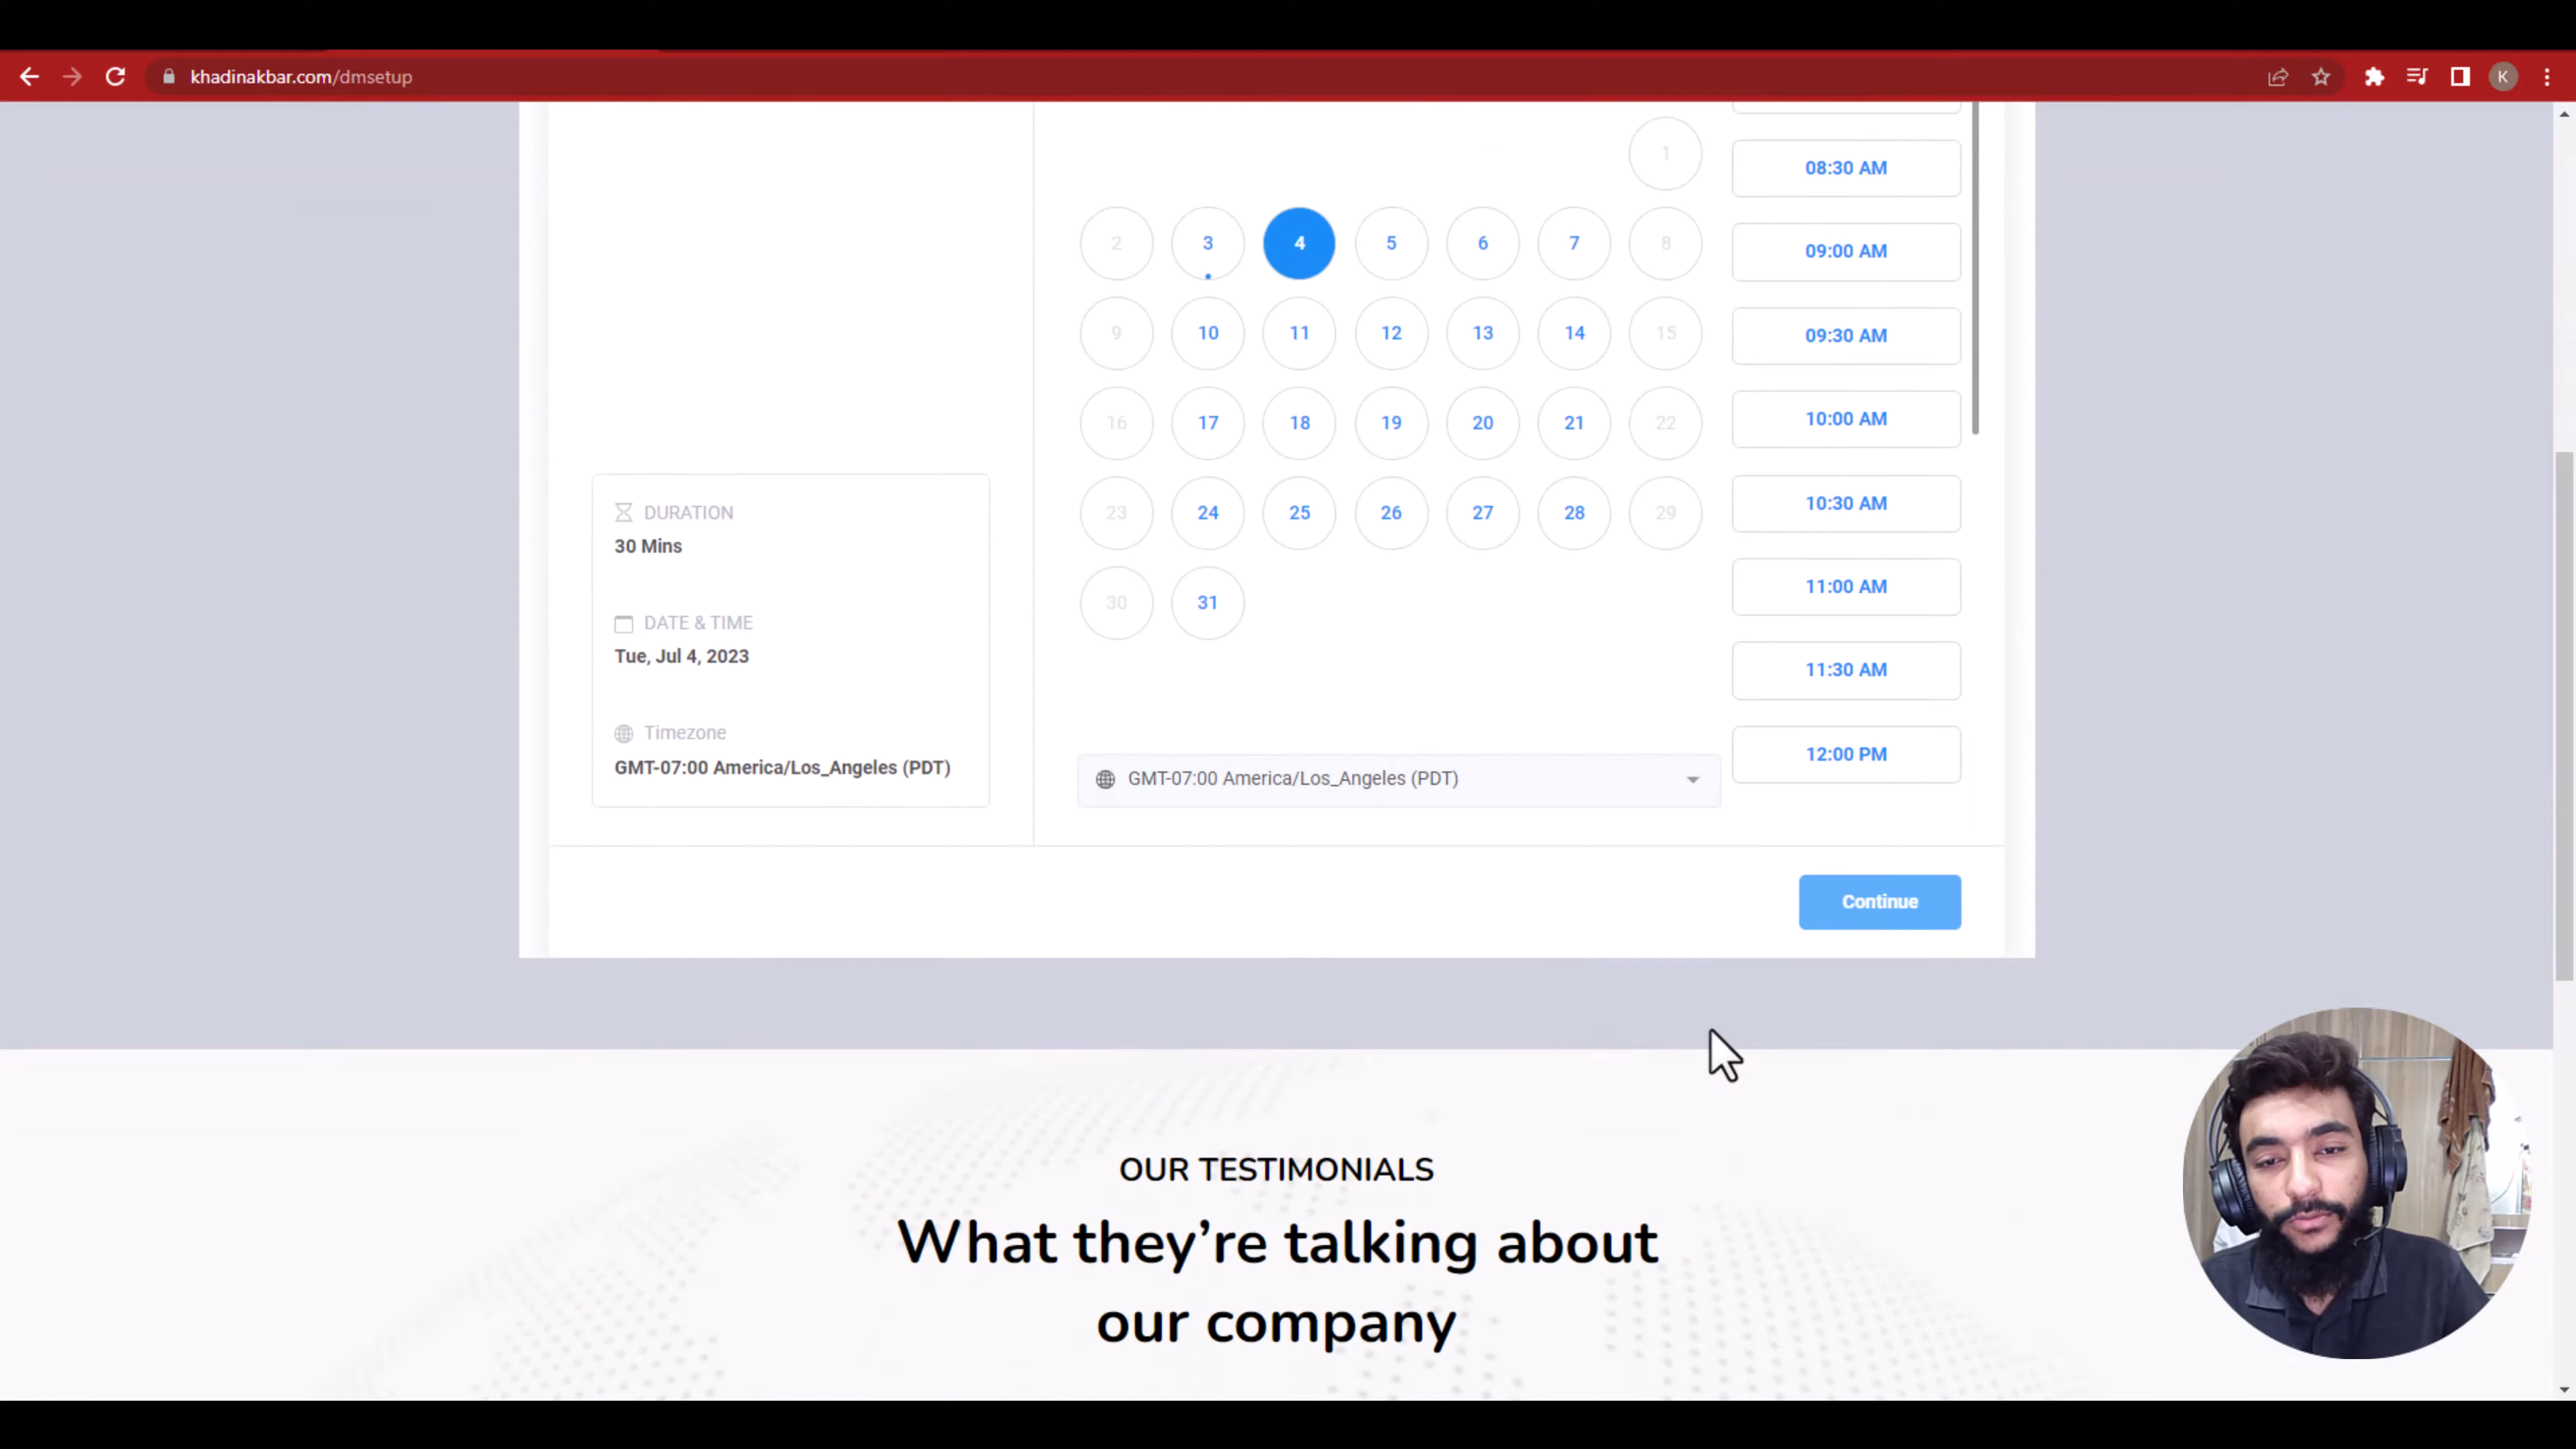 khadinakbar.com/dmsetup
K
1
2 3 4 5 6 7 8
9 10 11 12 13 14 15
16 17 18 19 20 21 22
23 24 25 26 27 28 29
30 31
08:30 AM
09:00 AM
09:30 AM
10:00 AM
10:30 AM
11:00 AM
11:30 AM
12:00 PM
DURATION
30 Mins
DATE & TIME
Tue, Jul 4, 2023
Timezone
GMT-07:00 America/Los_Angeles (PDT)
GMT-07:00 America/Los_Angeles (PDT)
Continue
OUR TESTIMONIALS
What they’re talking about
our company